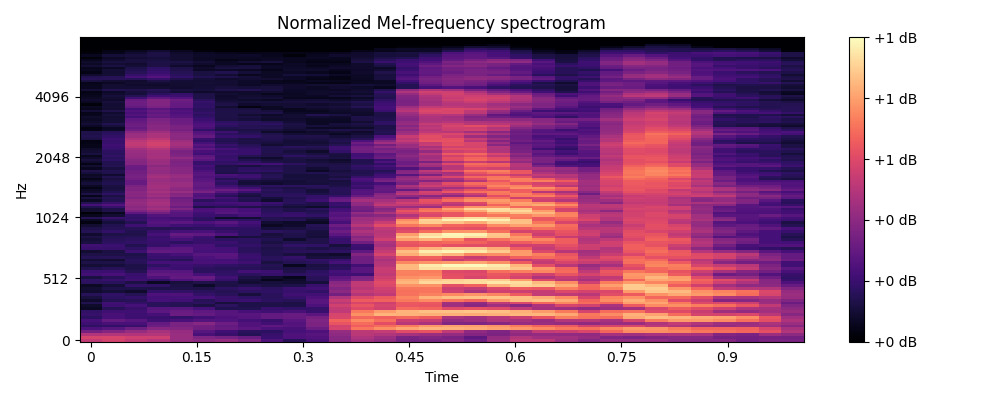 Normalized Mel-frequency spectrogram
Hz
4096
2048
1024
512
0
0 0.15 0.3 0.45 0.6 0.75 0.9
Time
+1 dB
+1 dB
+1 dB
+0 dB
+0 dB
+0 dB